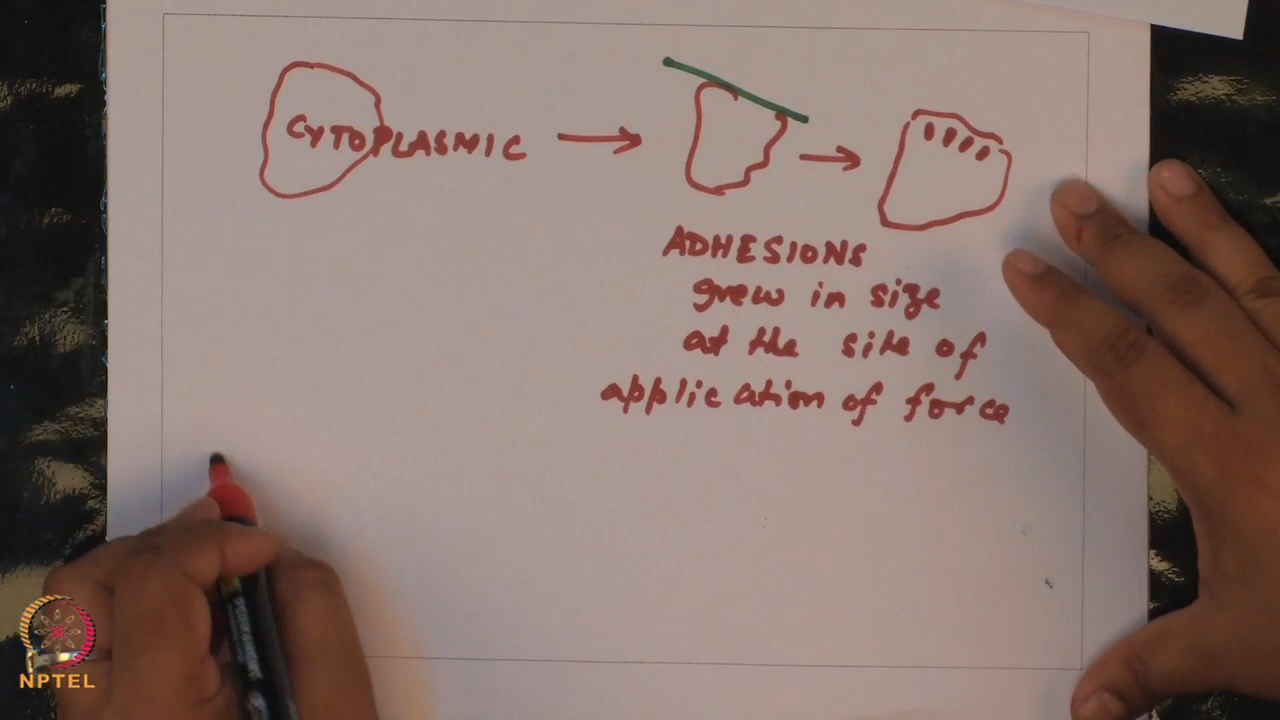 CYTOPLASMIC
ADHESIONS
grew in size
at the site of
application of force
NPTEL